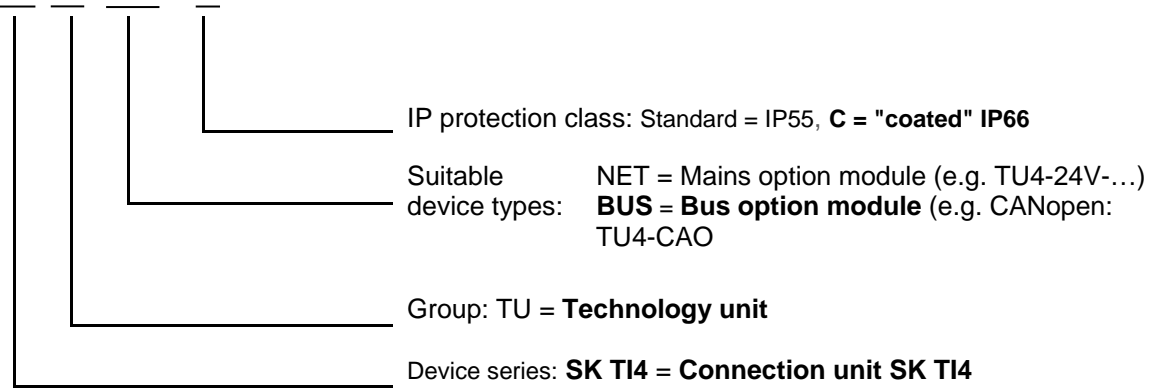 IP protection class: Standard = IP55, C = "coated" IP66
Suitable NET = Mains option module (e.g. TU4-24V-…)
device types: BUS = Bus option module (e.g. CANopen:
TU4-CAO
Group: TU = Technology unit
Device series: SK TI4 = Connection unit SK TI4